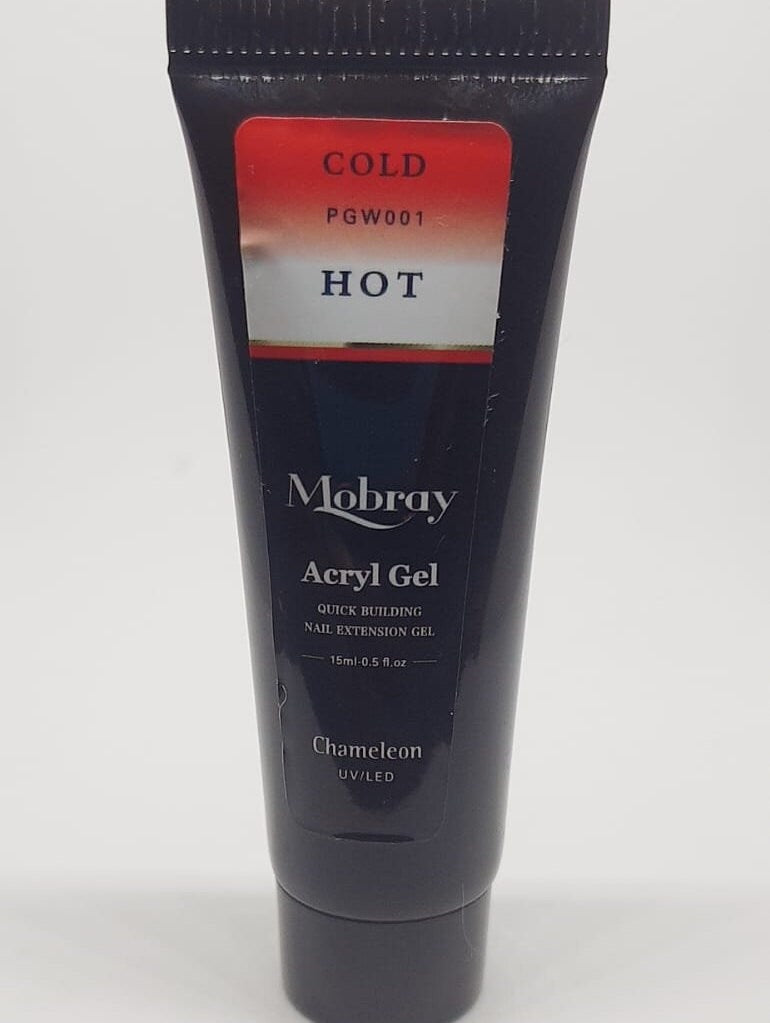 COLD
PGW001
HOT
Mobray
Acryl Gel
QUICK BUILDING
NAIL EXTENSION GEL
15ml-0.5 fl.oz
Chameleon
UV/LED